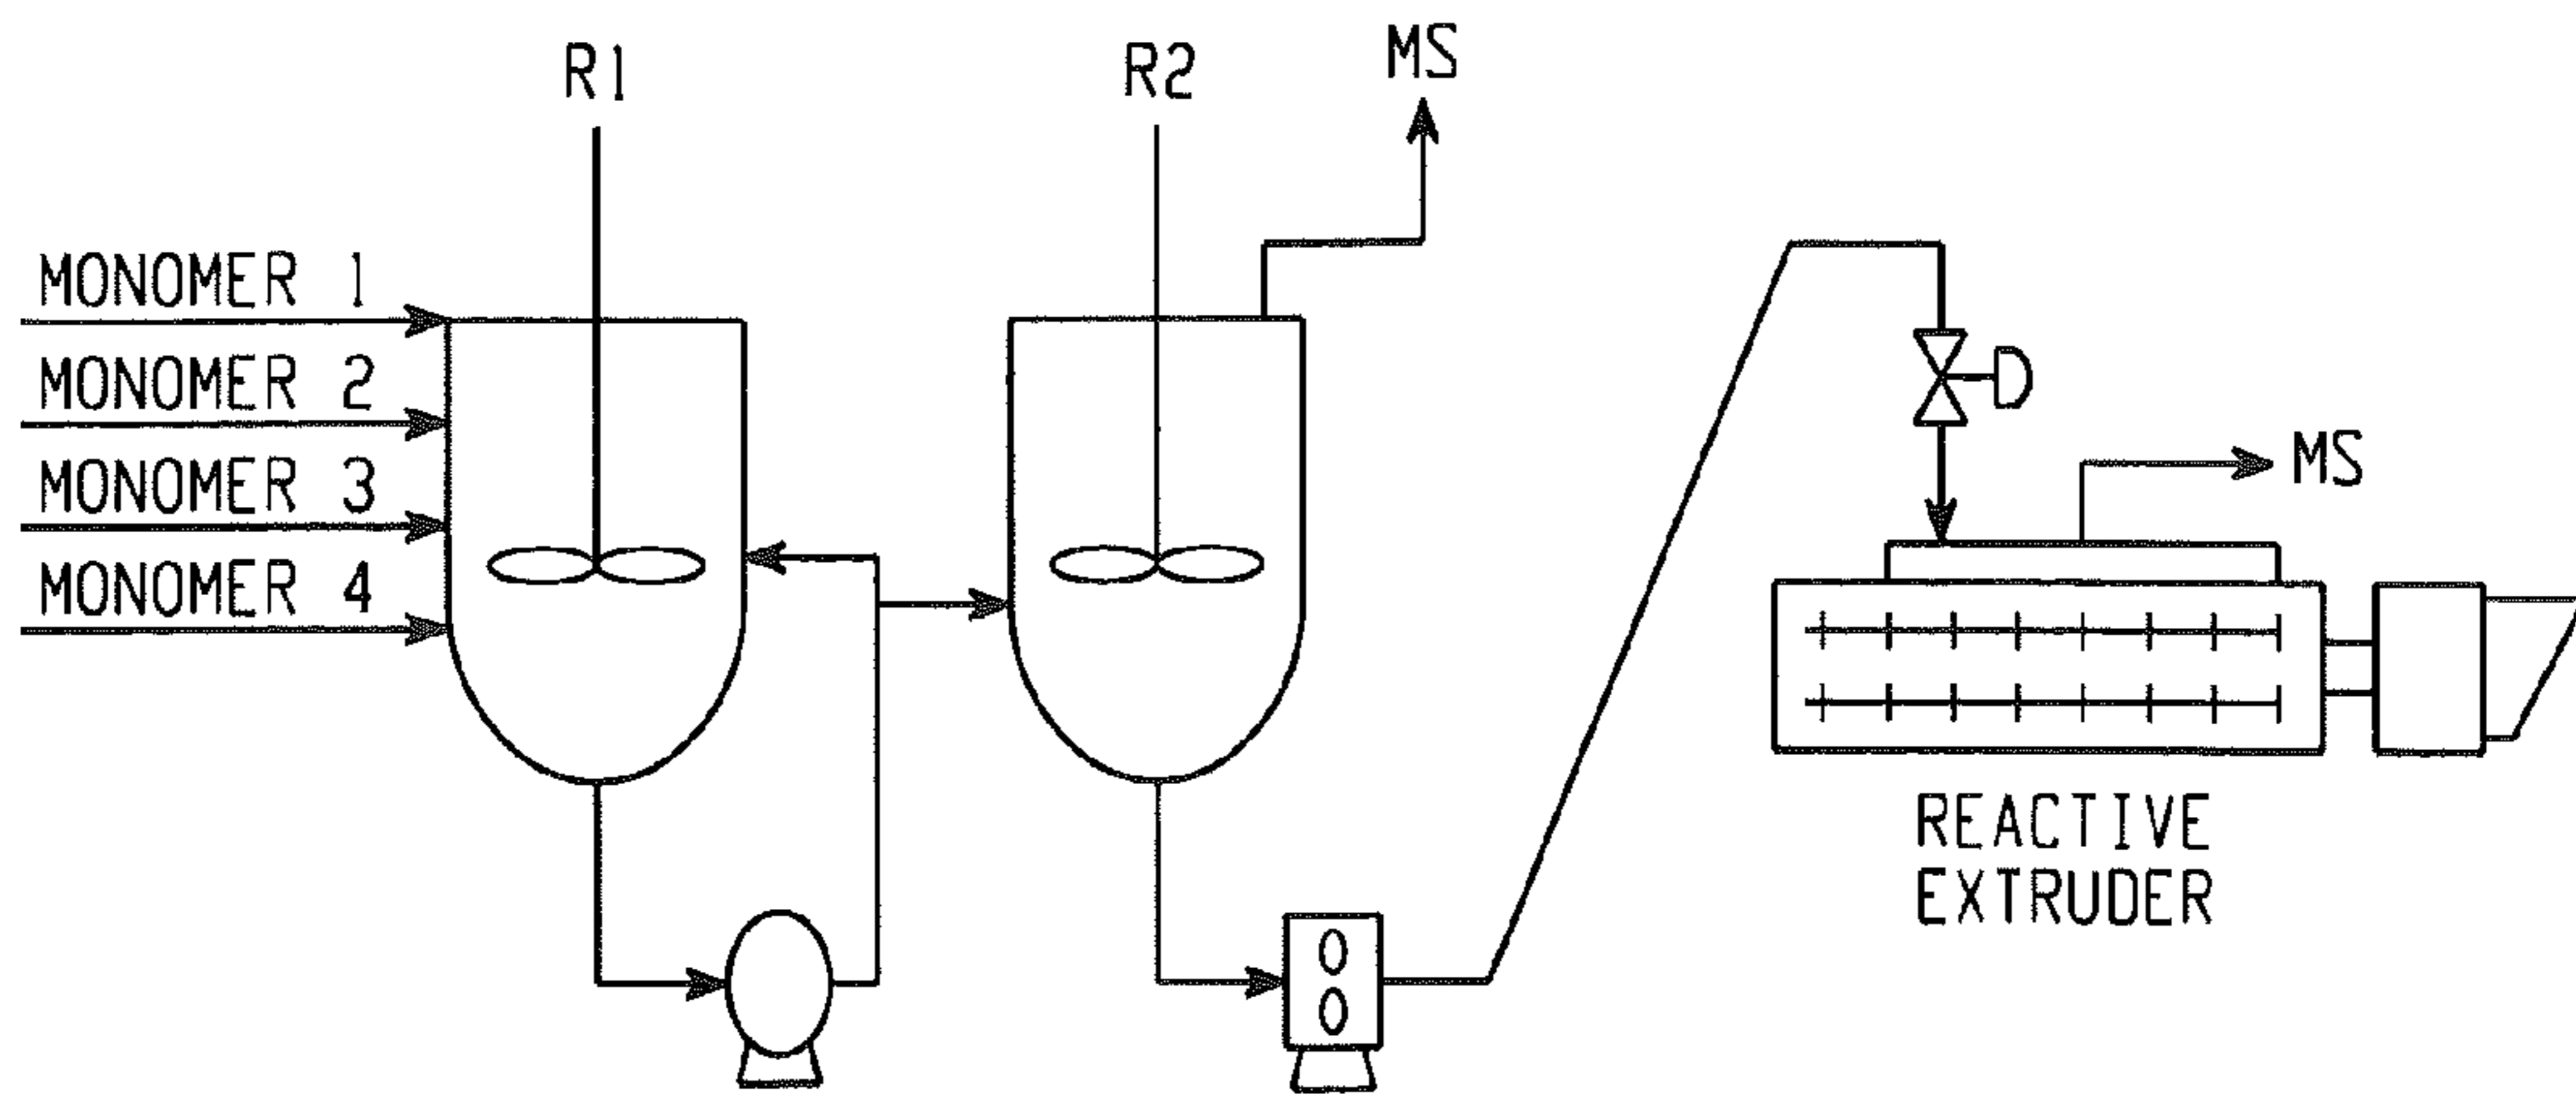 R1
R2
MS
MONOMER 1
MONOMER 2
MONOMER 3
MONOMER 4
MS
REACTIVE
EXTRUDER